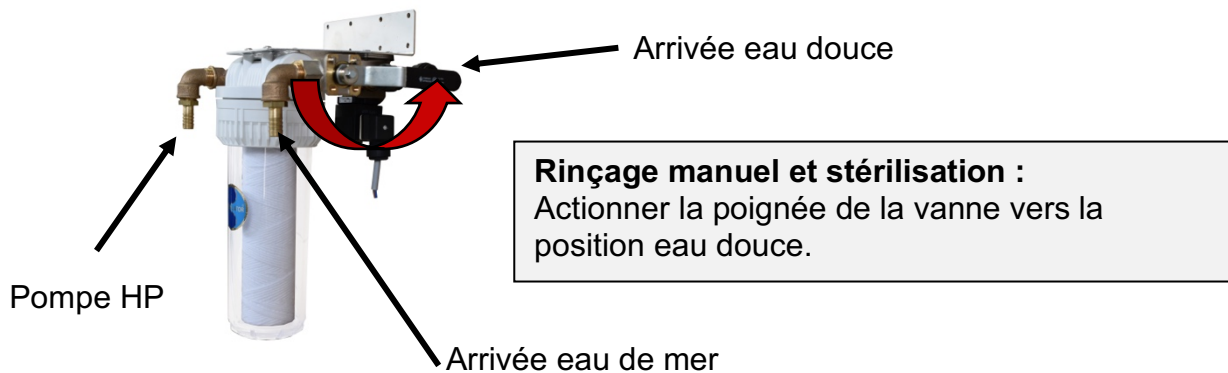 Arrivée eau douce
Rinçage manuel et stérilisation :
Actionner la poignée de la vanne vers la
position eau douce.
Pompe HP
Arrivée eau de mer